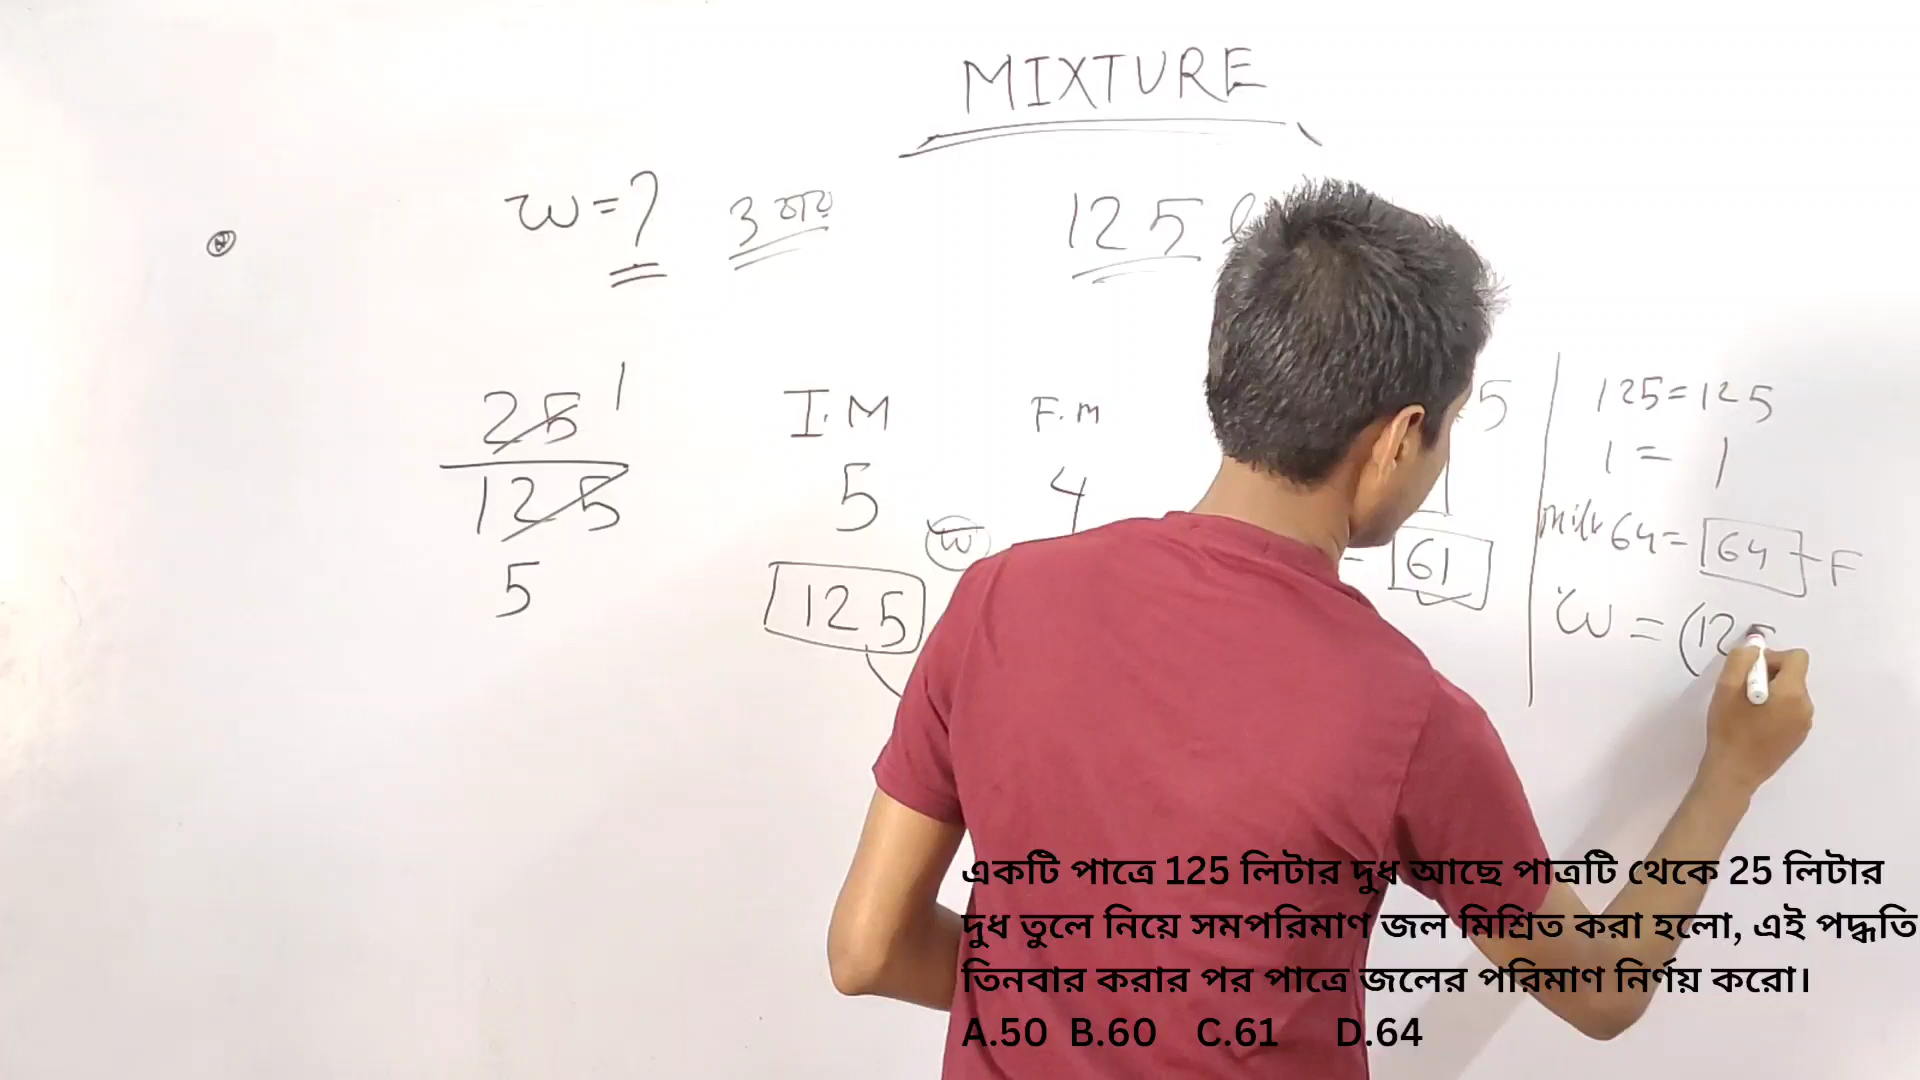 MIXTURE
w = ? 3 বার 125
25 1
125
5
I.M F.m
5 4
w
125
5
1
= 61
125 = 125
1 = 1
milk 64 = 64 - F
W = (125
একটি পাত্রে 125 লিটার দুধ আছে পাত্রটি থেকে 25 লিটার
দুধ তুলে নিয়ে সমপরিমাণ জল মিশ্রিত করা হলো, এই পদ্ধতি
তিনবার করার পর পাত্রে জলের পরিমাণ নির্ণয় করো।
A.50 B.60 C.61 D.64